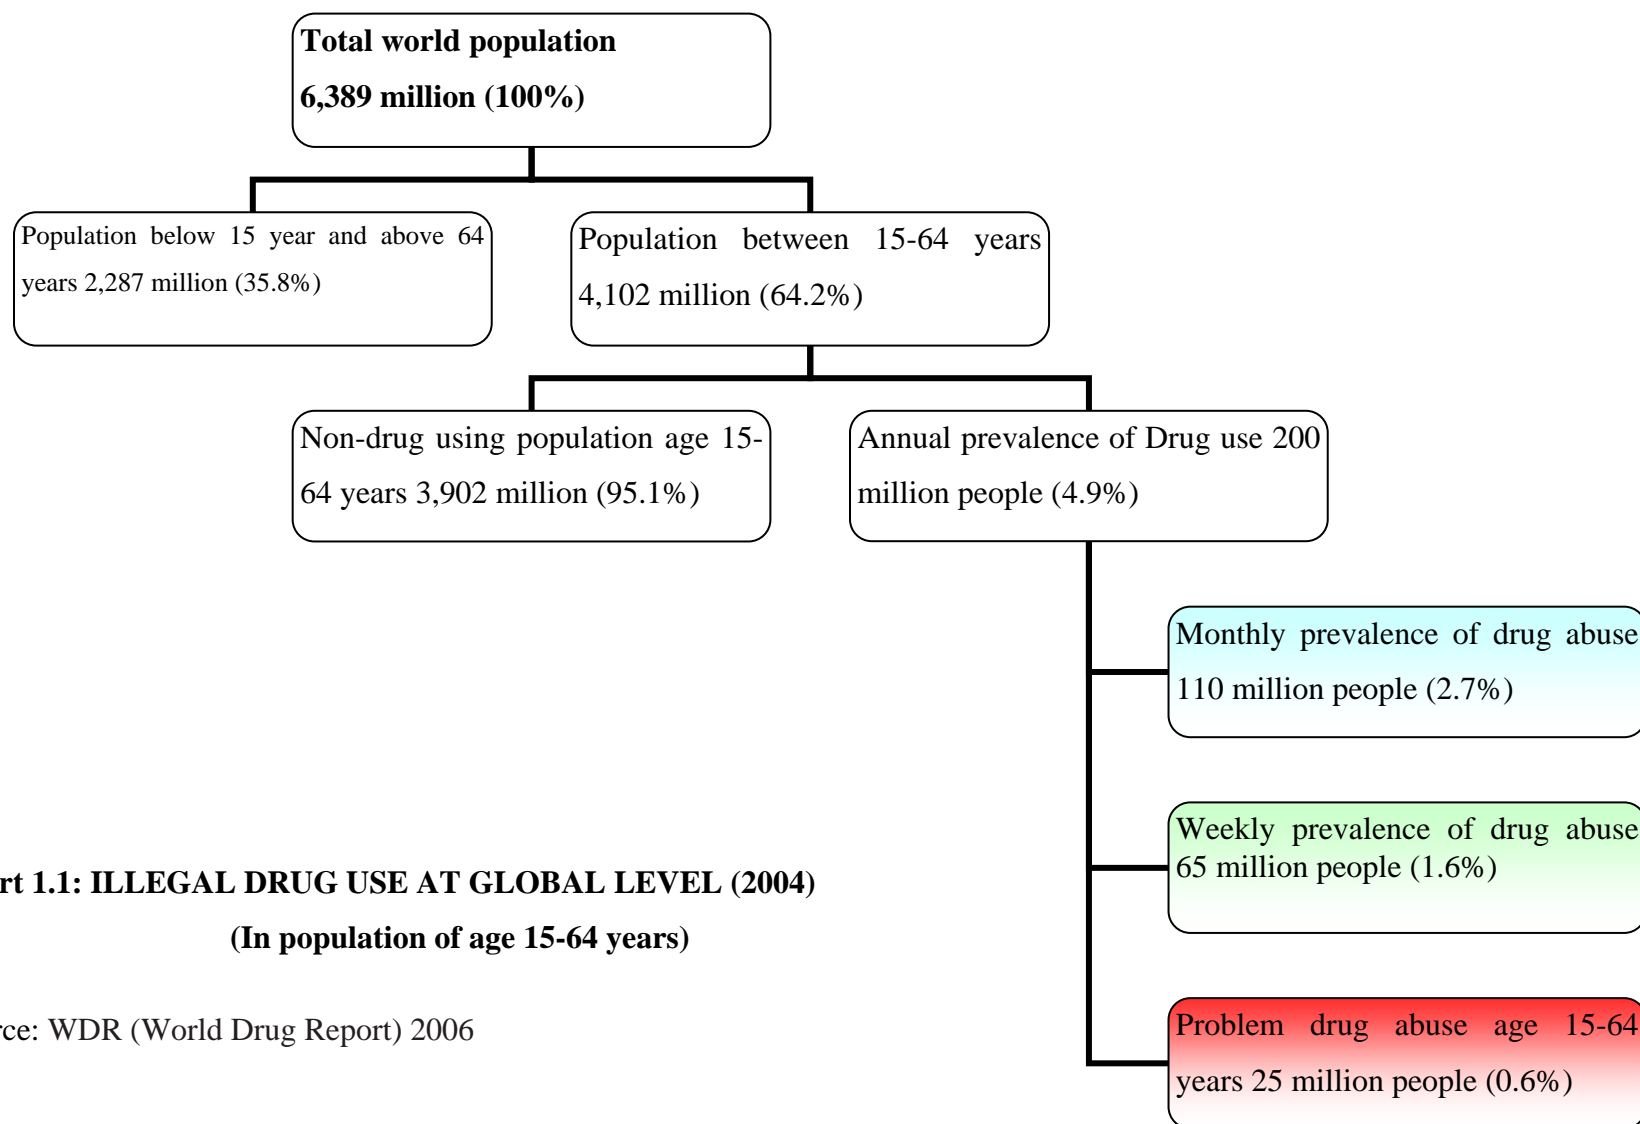 Total world population
6,389 million (100%)
Population below 15 year and above 64
years 2,287 million (35.8%)
Population between 15-64 years
4,102 million (64.2%)
Non-drug using population age 15-
64 years 3,902 million (95.1%)
Annual prevalence of Drug use 200
million people (4.9%)
Monthly prevalence of drug abuse
110 million people (2.7%)
Weekly prevalence of drug abuse
65 million people (1.6%)
rt 1.1: ILLEGAL DRUG USE AT GLOBAL LEVEL (2004)
(In population of age 15-64 years)
rce: WDR (World Drug Report) 2006
Problem drug abuse age 15-64
years 25 million people (0.6%)